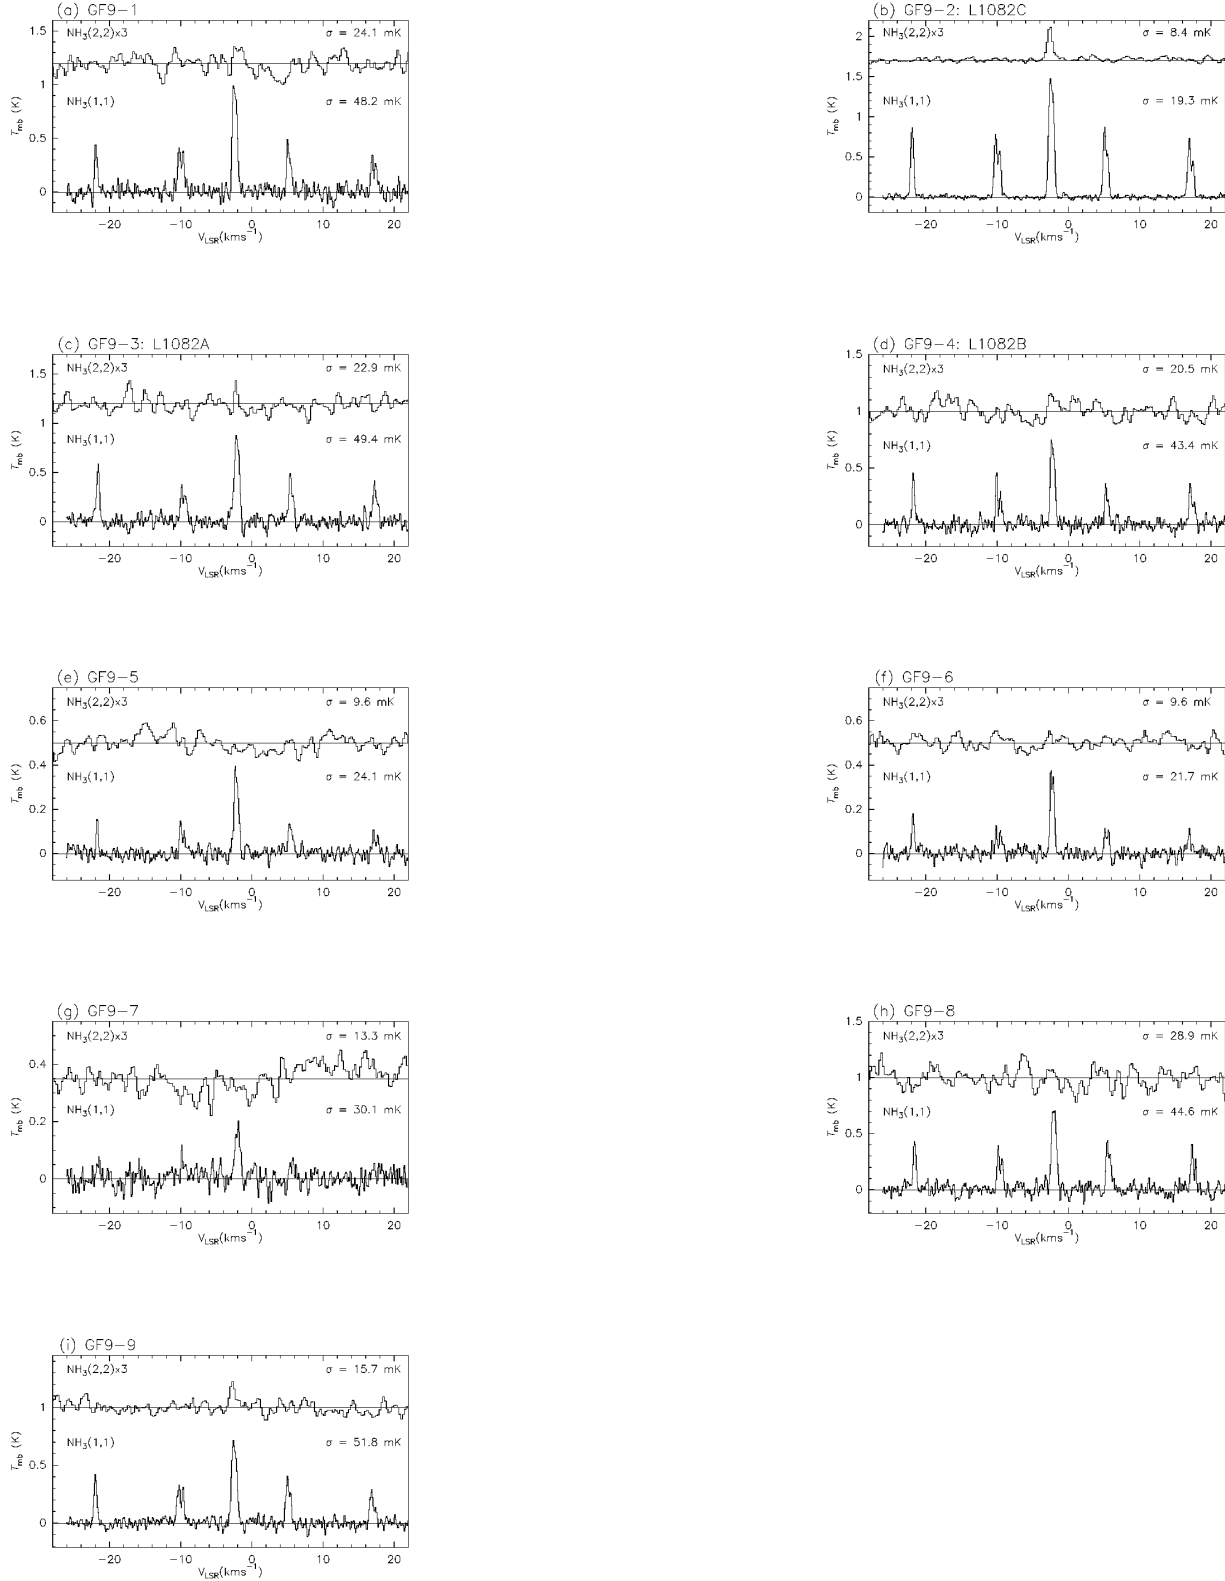 (a) GF9−1
NH3(2,2)x3
σ = 24.1 mK
NH3(1,1)
σ = 48.2 mK
1.5
1
0.5
0
Tmb (K)
−20 −10 0 10 20
VLSR(kms−1)
(b) GF9−2: L1082C
NH3(2,2)x3
σ = 8.4 mK
NH3(1,1)
σ = 19.3 mK
2
1.5
1
0.5
0
Tmb (K)
−20 −10 0 10 20
VLSR(kms−1)
(c) GF9−3: L1082A
NH3(2,2)x3
σ = 22.9 mK
NH3(1,1)
σ = 49.4 mK
1.5
1
0.5
0
Tmb (K)
−20 −10 0 10 20
VLSR(kms−1)
(d) GF9−4: L1082B
NH3(2,2)x3
σ = 20.5 mK
NH3(1,1)
σ = 43.4 mK
1.5
1
0.5
0
Tmb (K)
−20 −10 0 10 20
VLSR(kms−1)
(e) GF9−5
NH3(2,2)x3
σ = 9.6 mK
NH3(1,1)
σ = 24.1 mK
0.6
0.4
0.2
0
Tmb (K)
−20 −10 0 10 20
VLSR(kms−1)
(f) GF9−6
NH3(2,2)x3
σ = 9.6 mK
NH3(1,1)
σ = 21.7 mK
0.6
0.4
0.2
0
Tmb (K)
−20 −10 0 10 20
VLSR(kms−1)
(g) GF9−7
NH3(2,2)x3
σ = 13.3 mK
NH3(1,1)
σ = 30.1 mK
0.4
0.2
0
Tmb (K)
−20 −10 0 10 20
VLSR(kms−1)
(h) GF9−8
NH3(2,2)x3
σ = 28.9 mK
NH3(1,1)
σ = 44.6 mK
1.5
1
0.5
0
Tmb (K)
−20 −10 0 10 20
VLSR(kms−1)
(i) GF9−9
NH3(2,2)x3
σ = 15.7 mK
NH3(1,1)
σ = 51.8 mK
1
0.5
0
Tmb (K)
−20 −10 0 10 20
VLSR(kms−1)